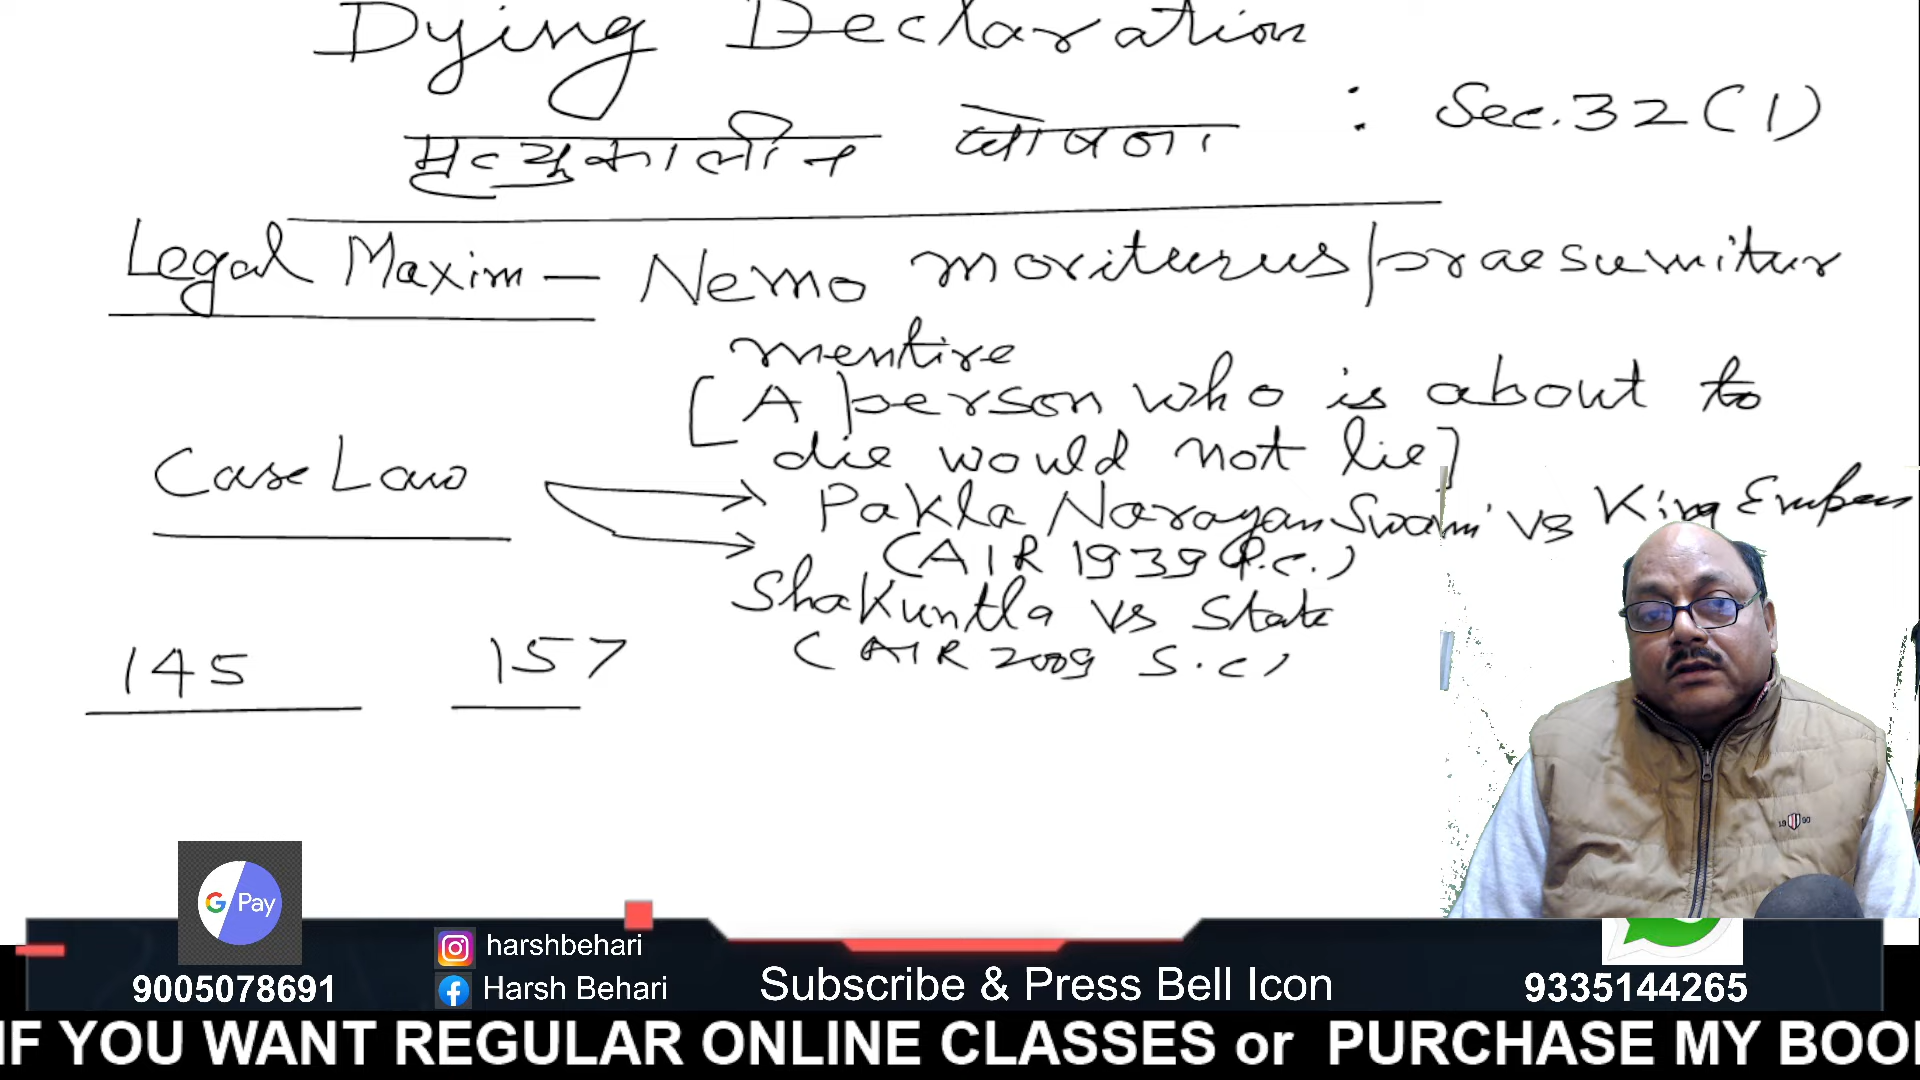 Dying Declaration
मृत्यूकालीन घोषणा : Sec. 32 (1)
Legal Maxim — Nemo moriturus praesumitur
mentire
[A person who is about to
die would not lie]
Case Law
Pakla Narayan Swami vs King Emperor
(AIR 1939 P.C.)
Shakuntla vs State
(AIR 2009 S.C)
145 157
G Pay
9005078691
harshbehari
Harsh Behari
Subscribe & Press Bell Icon
9335144265
IF YOU WANT REGULAR ONLINE CLASSES or PURCHASE MY BOO